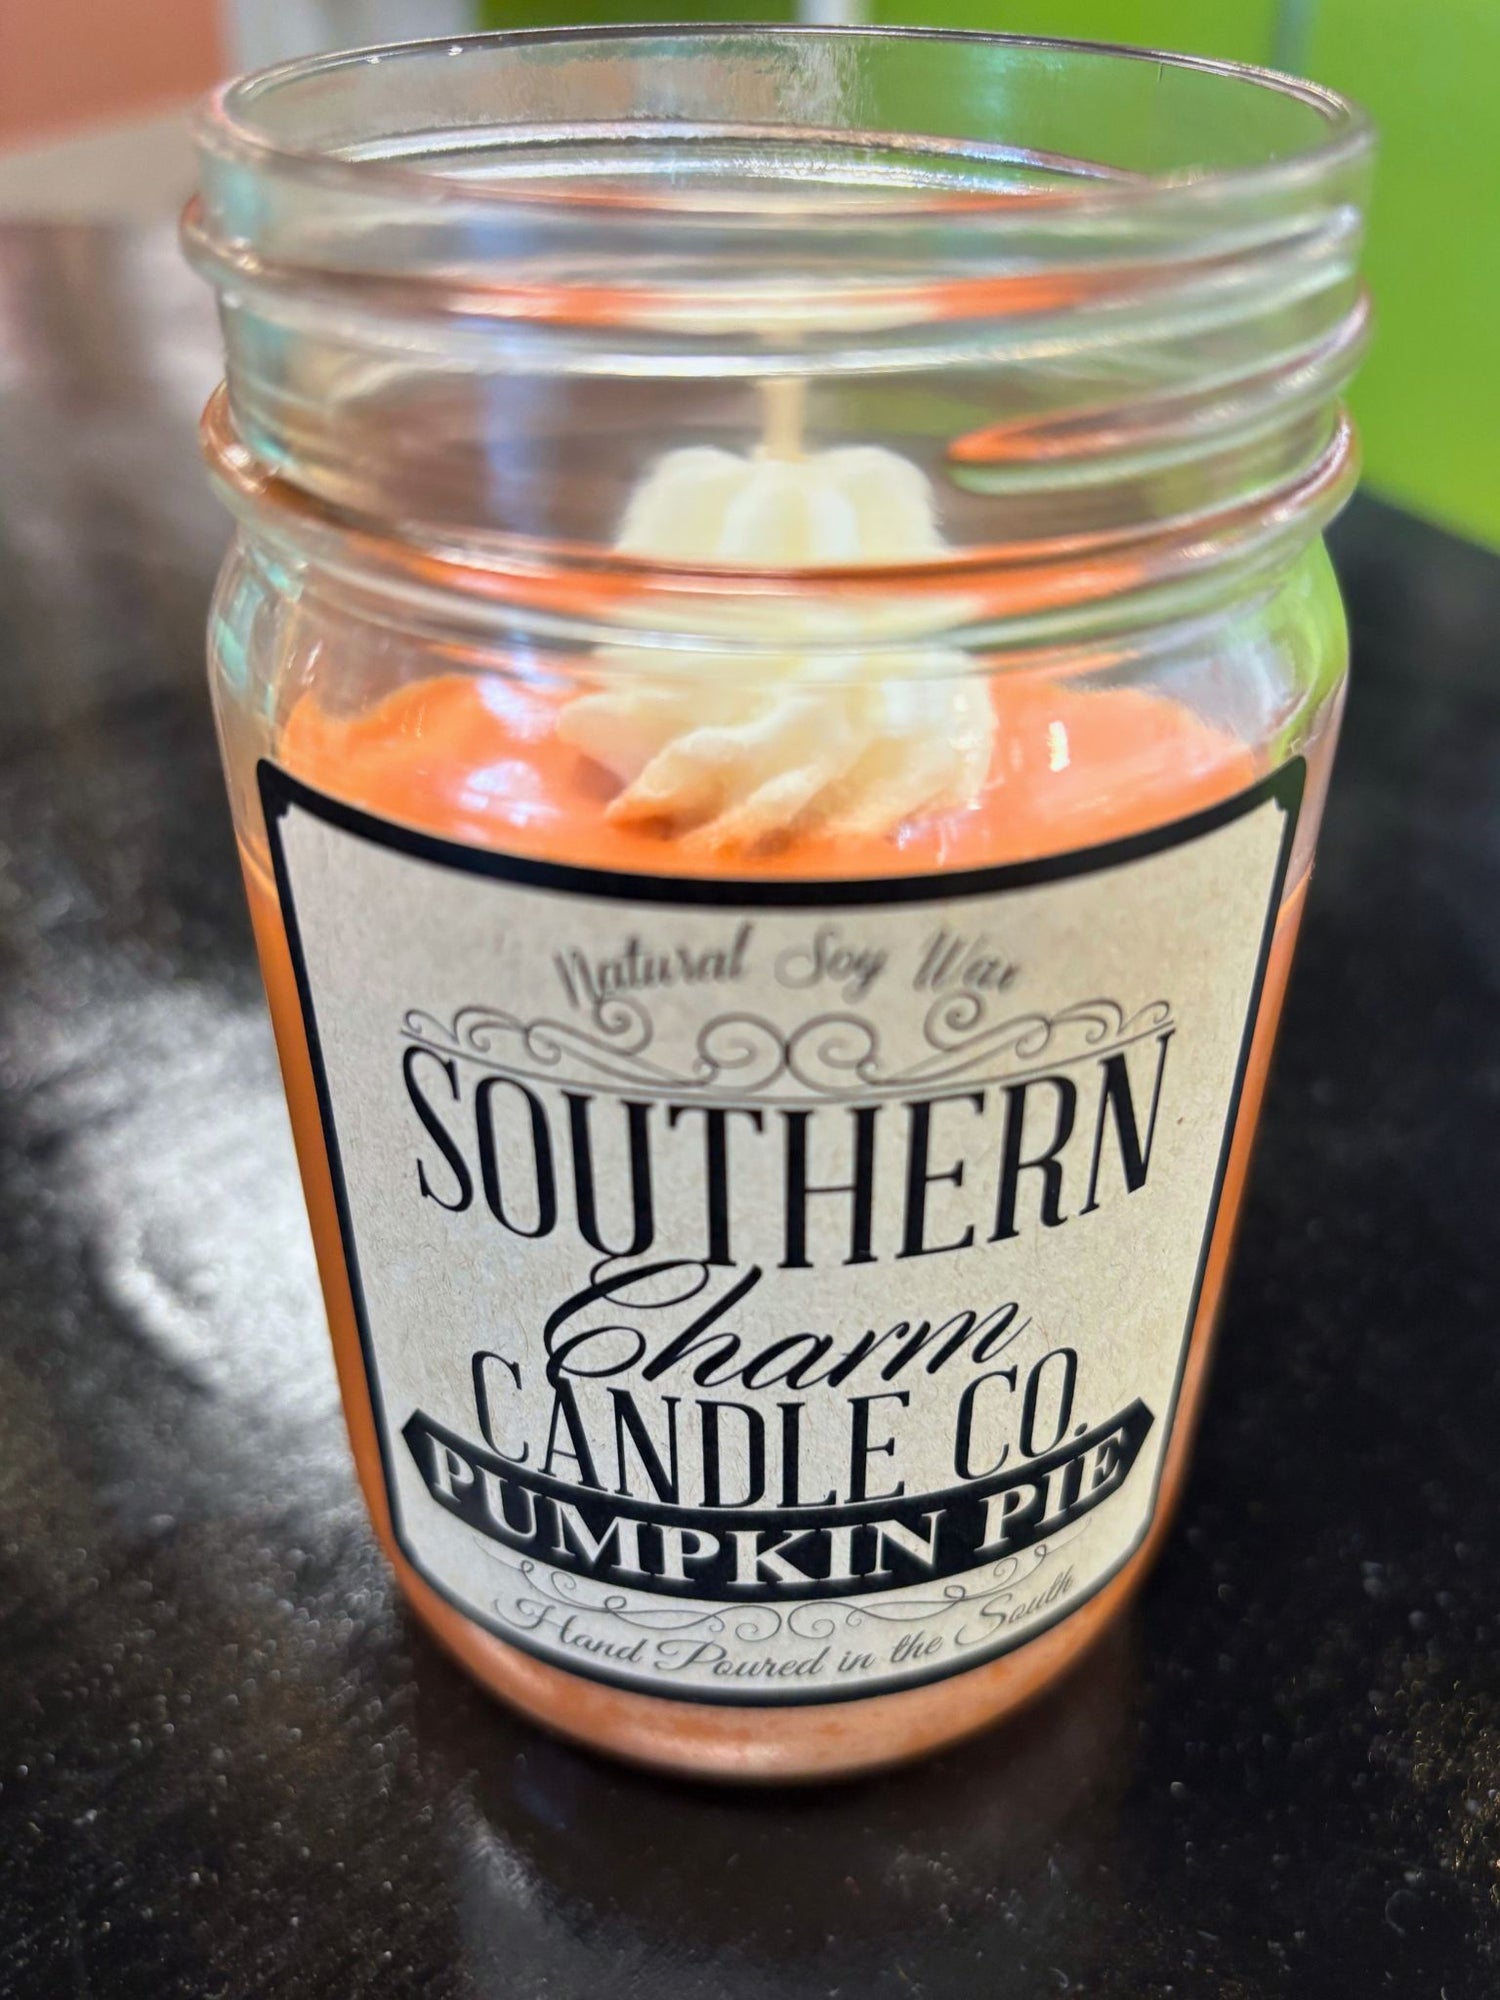 Natural Soy Wax
SOUTHERN
Charm
CANDLE CO.
PUMPKIN PIE
Hand Poured in the South